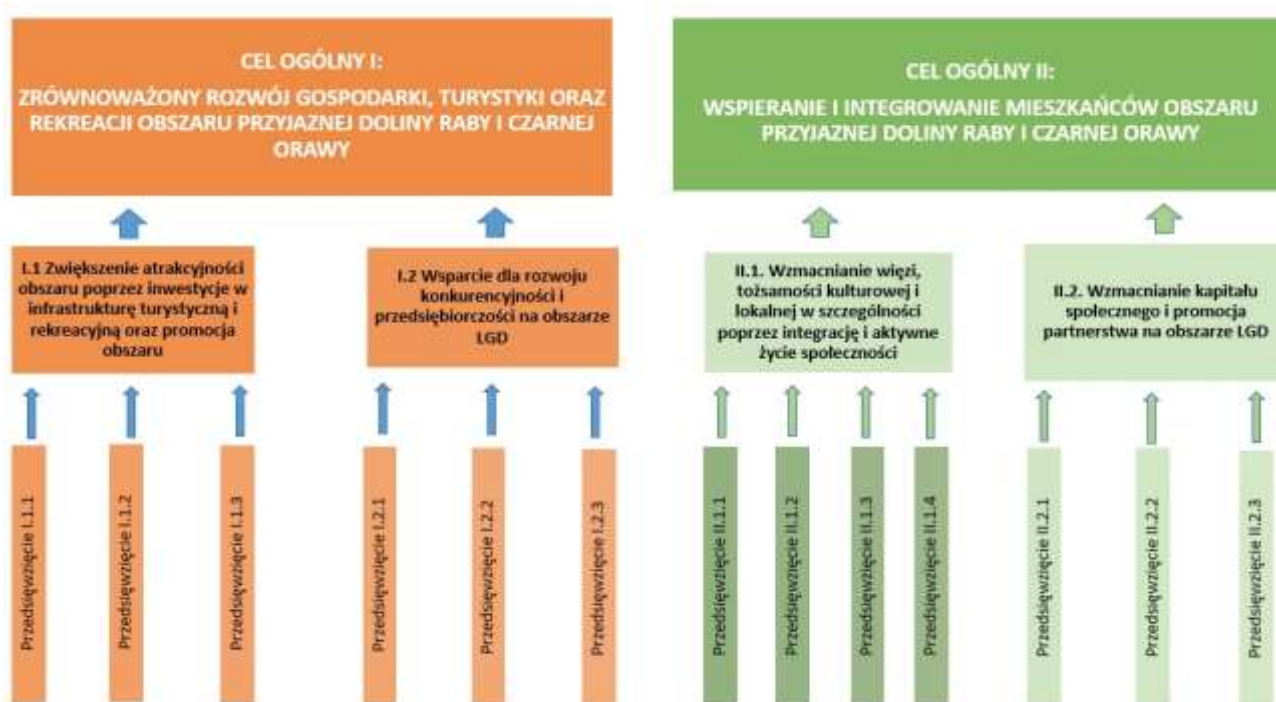 CEL OGÓLNY I:
ZRÓWNOWAŻONY ROZWÓJ GOSPODARKI, TURYSTYKI ORAZ
REKREACJI OBSZARU PRZYJAZNEJ DOLINY RABY I CZARNEJ
ORAWY
CEL OGÓLNY II:
WSPIERANIE I INTEGROWANIE MIESZKAŃCÓW OBSZARU
PRZYJAZNEJ DOLINY RABY I CZARNEJ ORAWY
I.1 Zwiększenie atrakcyjności
obszaru poprzez inwestycje w
infrastrukturę turystyczną i
rekreacyjną oraz promocja
obszaru
I.2 Wsparcie dla rozwoju
konkurencyjności i
przedsiębiorczości na obszarze
LGD
II.1. Wzmacnianie więzi,
tożsamości kulturowej i
lokalnej w szczególności
poprzez integrację i aktywne
życie społeczności
II.2. Wzmacnianie kapitału
społecznego i promocja
partnerstwa na obszarze LGD
Przedsięwzięcie I.1.1
Przedsięwzięcie I.1.2
Przedsięwzięcie I.1.3
Przedsięwzięcie I.2.1
Przedsięwzięcie I.2.2
Przedsięwzięcie I.2.3
Przedsięwzięcie II.1.1
Przedsięwzięcie II.1.2
Przedsięwzięcie II.1.3
Przedsięwzięcie II.1.4
Przedsięwzięcie II.2.1
Przedsięwzięcie II.2.2
Przedsięwzięcie II.2.3